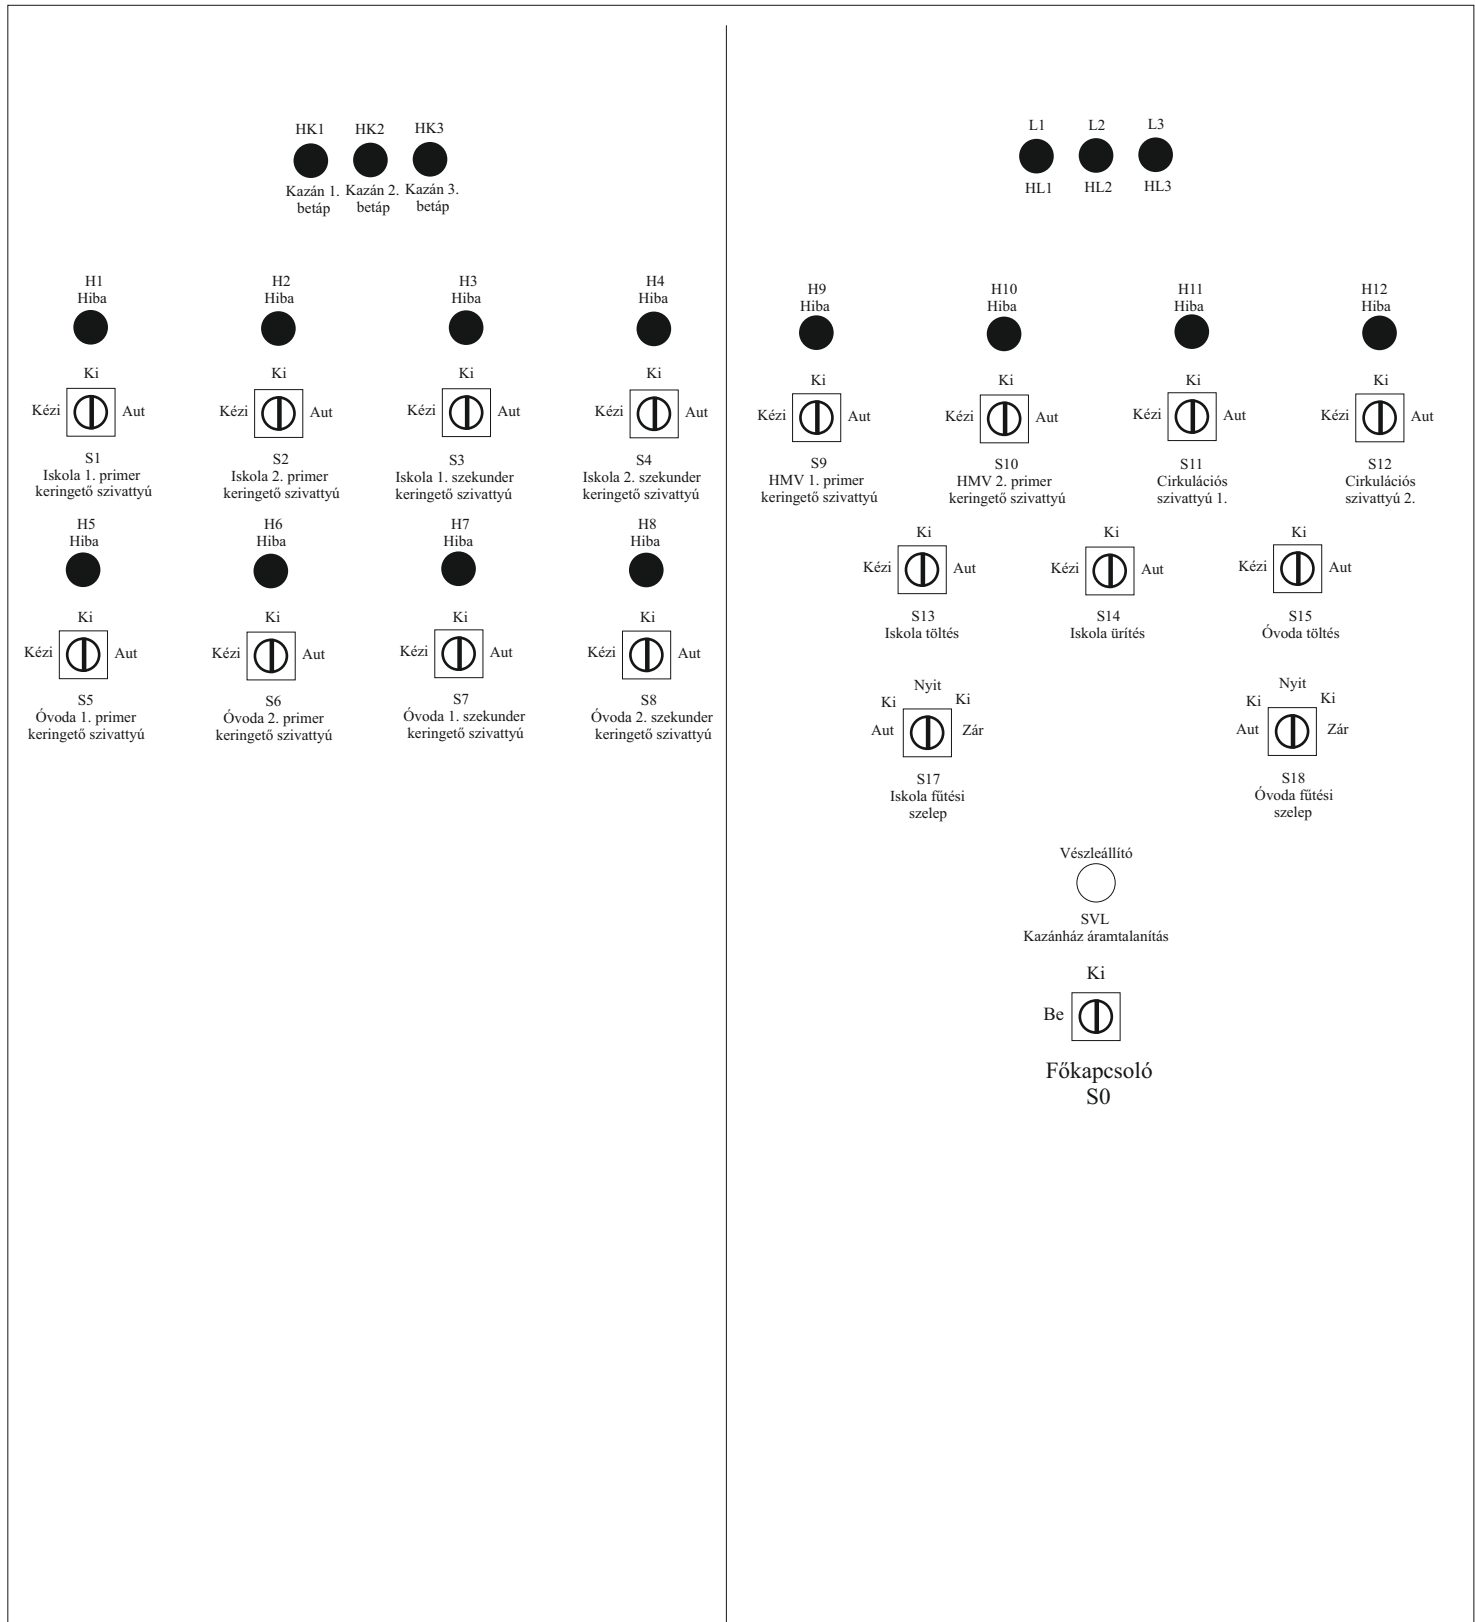 HK1 HK2 HK3
Kazán 1. Kazán 2. Kazán 3.
betáp betáp betáp
H1 H2 H3 H4
Hiba Hiba Hiba Hiba
Ki Ki Ki Ki
Kézi Aut Kézi Aut Kézi Aut Kézi Aut
S1 S2 S3 S4
Iskola 1. primer Iskola 2. primer Iskola 1. szekunder Iskola 2. szekunder
keringető szivattyú keringető szivattyú keringető szivattyú keringető szivattyú
H5 H6 H7 H8
Hiba Hiba Hiba Hiba
Ki Ki Ki Ki
Kézi Aut Kézi Aut Kézi Aut Kézi Aut
S5 S6 S7 S8
Óvoda 1. primer Óvoda 2. primer Óvoda 1. szekunder Óvoda 2. szekunder
keringető szivattyú keringető szivattyú keringető szivattyú keringető szivattyú
L1 L2 L3
HL1 HL2 HL3
H9 H10 H11 H12
Hiba Hiba Hiba Hiba
Ki Ki Ki Ki
Kézi Aut Kézi Aut Kézi Aut Kézi Aut
S9 S10 S11 S12
HMV 1. primer HMV 2. primer Cirkulációs Cirkulációs
keringető szivattyú keringető szivattyú szivattyú 1. szivattyú 2.
Ki Ki Ki
Kézi Aut Kézi Aut Kézi Aut
S13 S14 S15
Iskola töltés Iskola ürítés Óvoda töltés
Nyit Nyit
Ki Ki Ki Ki
Aut Zár Aut Zár
S17 S18
Iskola fűtési Óvoda fűtési
szelep szelep
Vészleállító
SVL
Kazánház áramtalanítás
Ki
Be
Főkapcsoló
S0